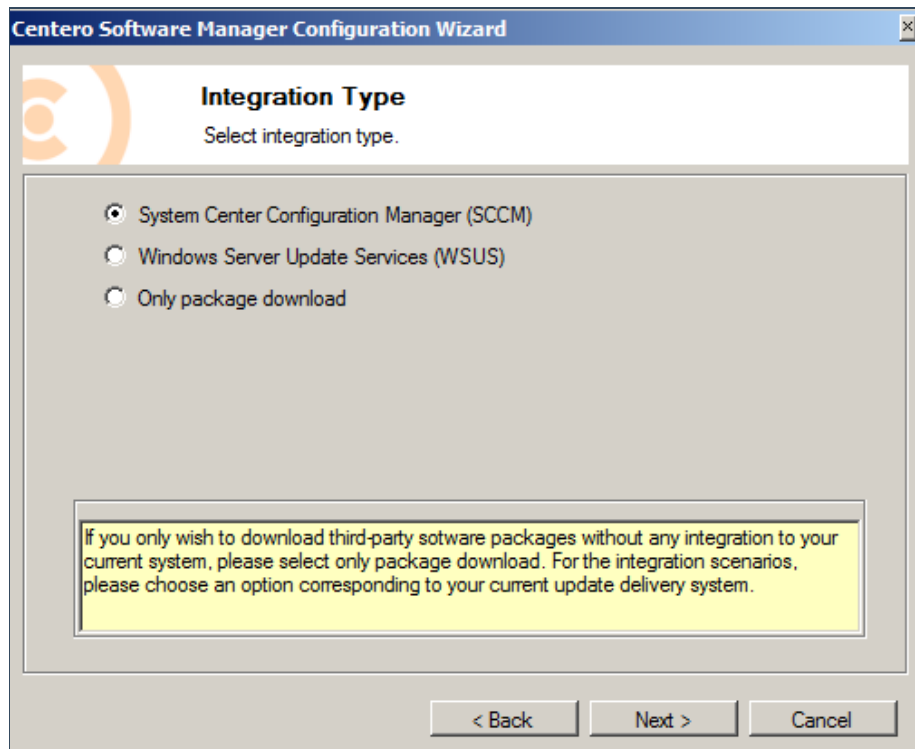 Centero Software Manager Configuration Wizard
Integration Type
Select integration type.
System Center Configuration Manager (SCCM)
Windows Server Update Services (WSUS)
Only package download
If you only wish to download third-party sotware packages without any integration to your
current system, please select only package download. For the integration scenarios,
please choose an option corresponding to your current update delivery system.
< Back Next > Cancel